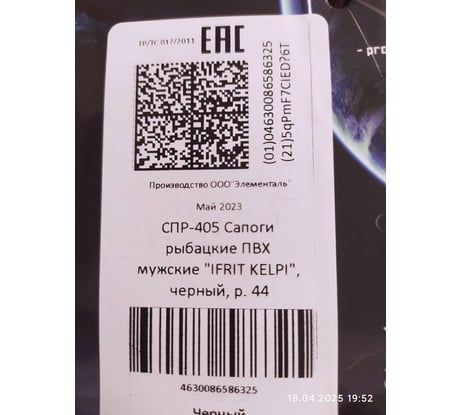 ТР/ТС 017/2011
EAC
(01)04630086586325
(21)5qPmF7CIED?6T
- pro
Производство ООО"Элементаль"
Май 2023
СПР-405 Сапоги
рыбацкие ПВХ
мужские "IFRIT KELPI",
черный, р. 44
4630086586325
Черный
18.04.2025 19:52